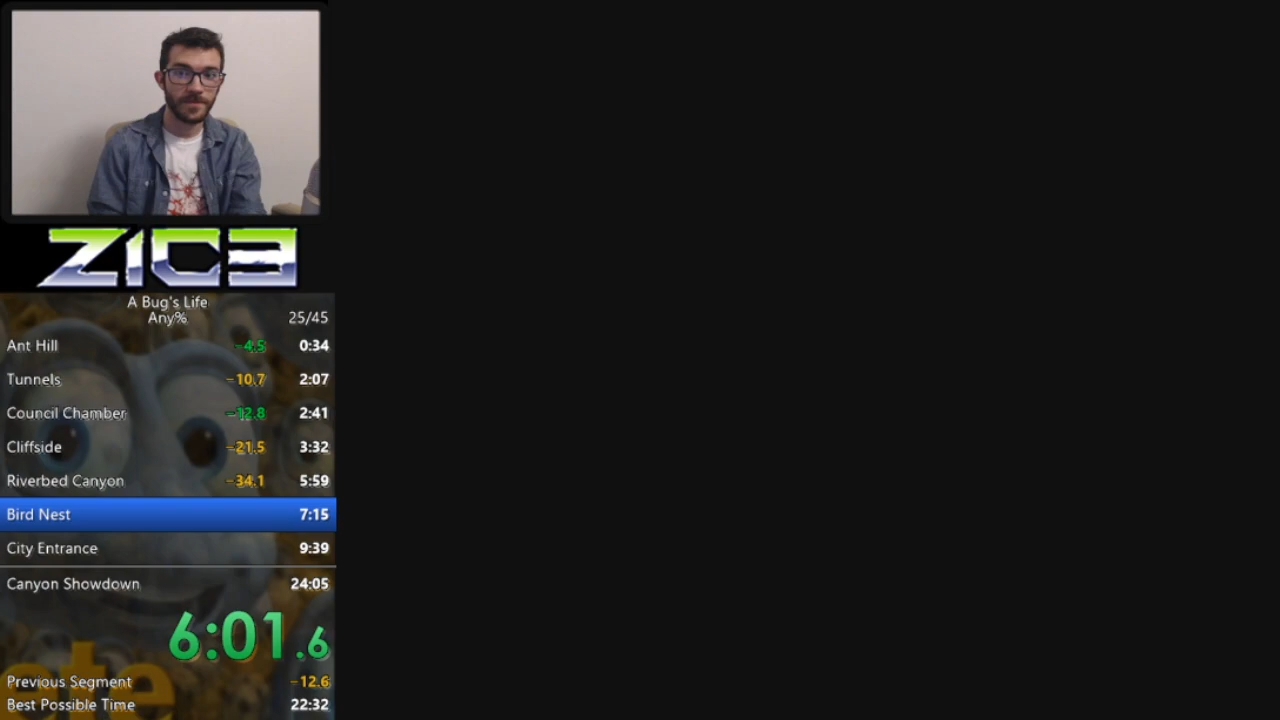 ZIC3
A Bug's Life
Any% 25/45
Ant Hill -4.5 0:34
Tunnels -10.7 2:07
Council Chamber -12.8 2:41
Cliffside -21.5 3:32
Riverbed Canyon -34.1 5:59
Bird Nest 7:15
City Entrance 9:39
Canyon Showdown 24:05
6:01.6
ete
Previous Segment -12.6
Best Possible Time 22:32